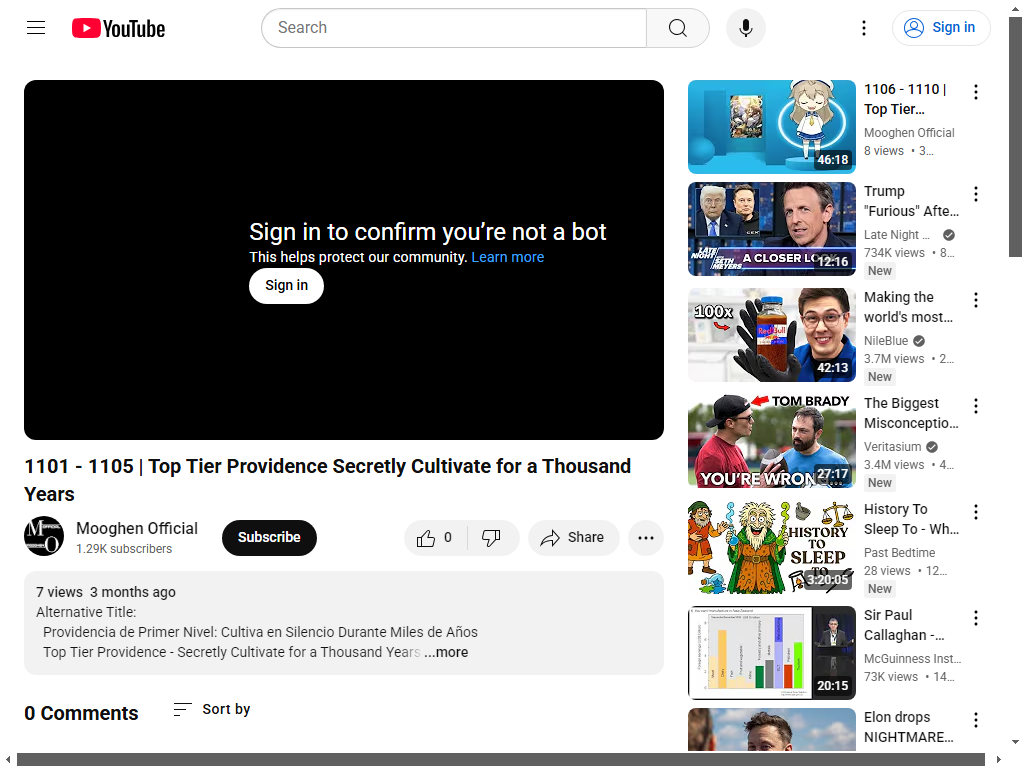 YouTube
Search
Sign in
Sign in to confirm you’re not a bot
This helps protect our community. Learn more
Sign in
1101 - 1105 | Top Tier Providence Secretly Cultivate for a Thousand
Years
Mooghen Official
1.29K subscribers
Subscribe
0
Share
7 views 3 months ago
Alternative Title:
Providencia de Primer Nivel: Cultiva en Silencio Durante Miles de Años
Top Tier Providence - Secretly Cultivate for a Thousand Years ...more
0 Comments
Sort by
46:18
1106 - 1110 |
Top Tier…
Mooghen Official
8 views • 3…
LATE NIGHT
SETH MEYERS
A CLOSER LOOK
12:16
Trump
"Furious" Afte…
Late Night …
734K views • 8…
New
100x
Red Bull
42:13
Making the
world's most…
NileBlue
3.7M views • 2…
New
TOM BRADY
YOU'RE WRONG
27:17
The Biggest
Misconceptio…
Veritasium
3.4M views • 4…
New
HISTORY
TO
SLEEP
TO
3:20:05
History To
Sleep To - Wh…
Past Bedtime
28 views • 12…
New
20:15
Sir Paul
Callaghan -…
McGuinness Inst…
73K views • 14…
Elon drops
NIGHTMARE…